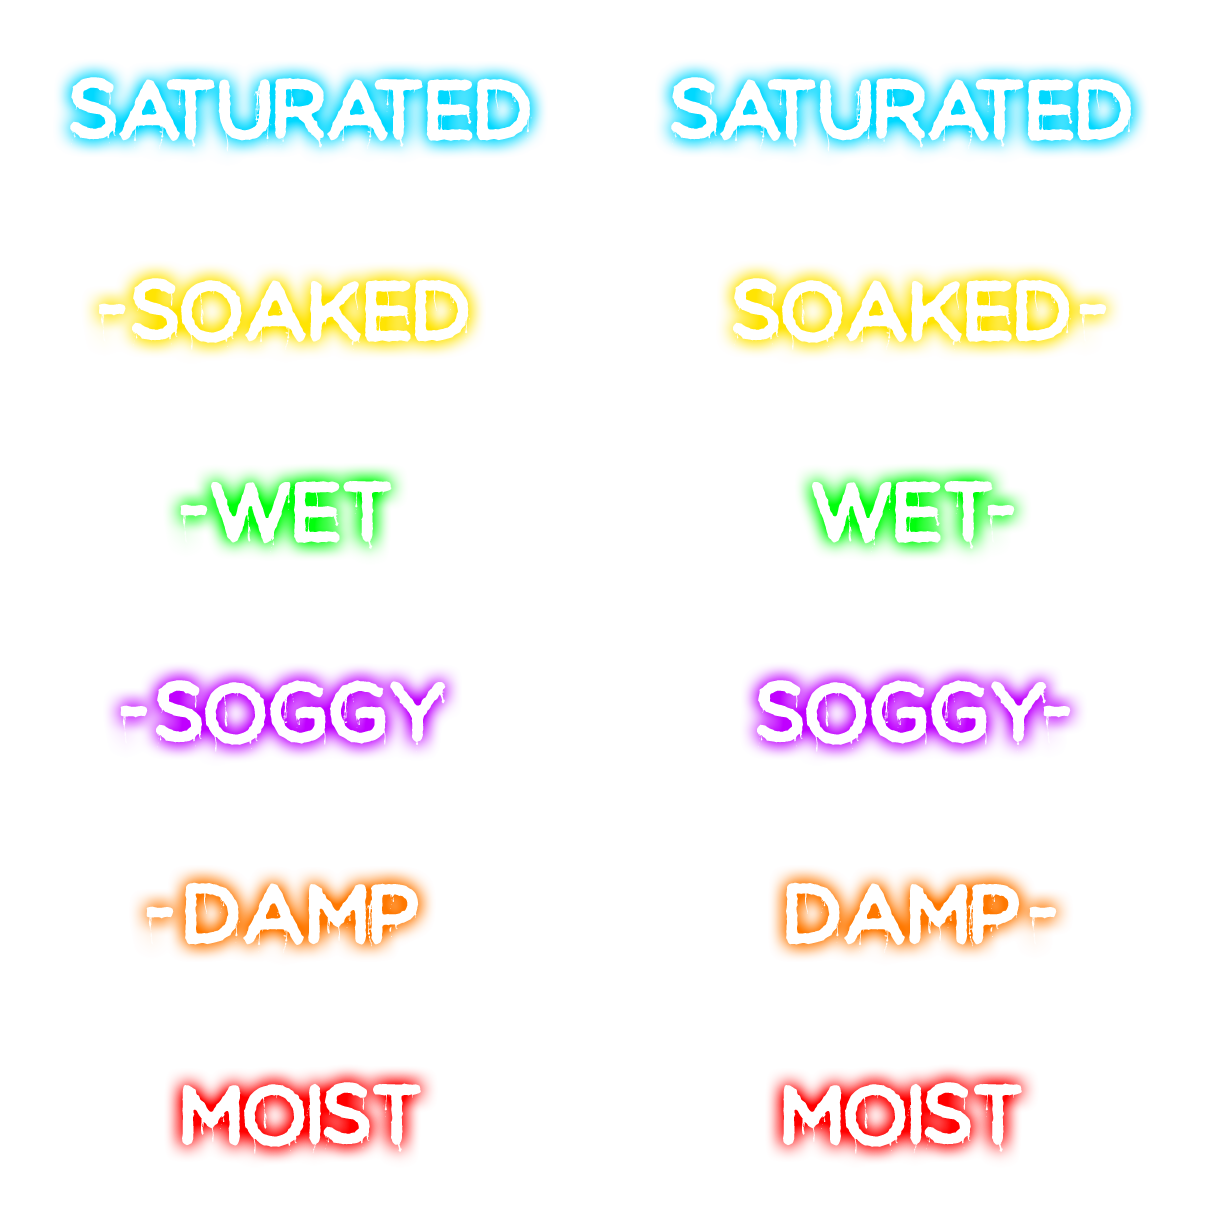 SATURATED SATURATED
-SOAKED SOAKED-
-WET WET-
-SOGGY SOGGY-
-DAMP DAMP-
MOIST MOIST